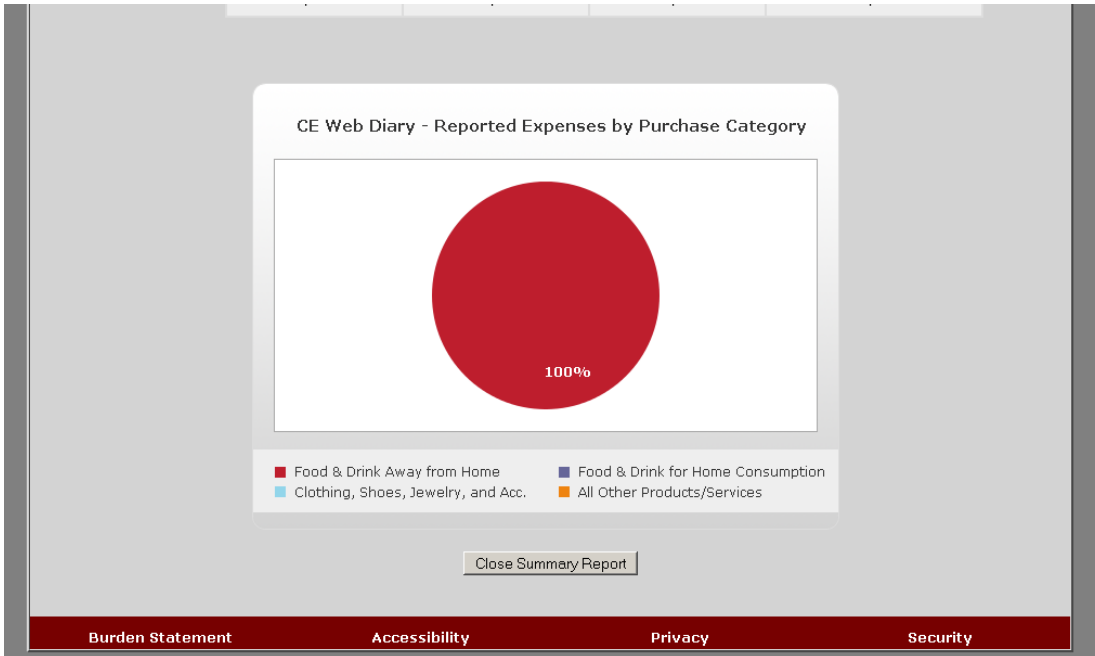 CE Web Diary - Reported Expenses by Purchase Category
100%
Food & Drink Away from Home
Food & Drink for Home Consumption
Clothing, Shoes, Jewelry, and Acc.
All Other Products/Services
Close Summary Report
Burden Statement Accessibility Privacy Security